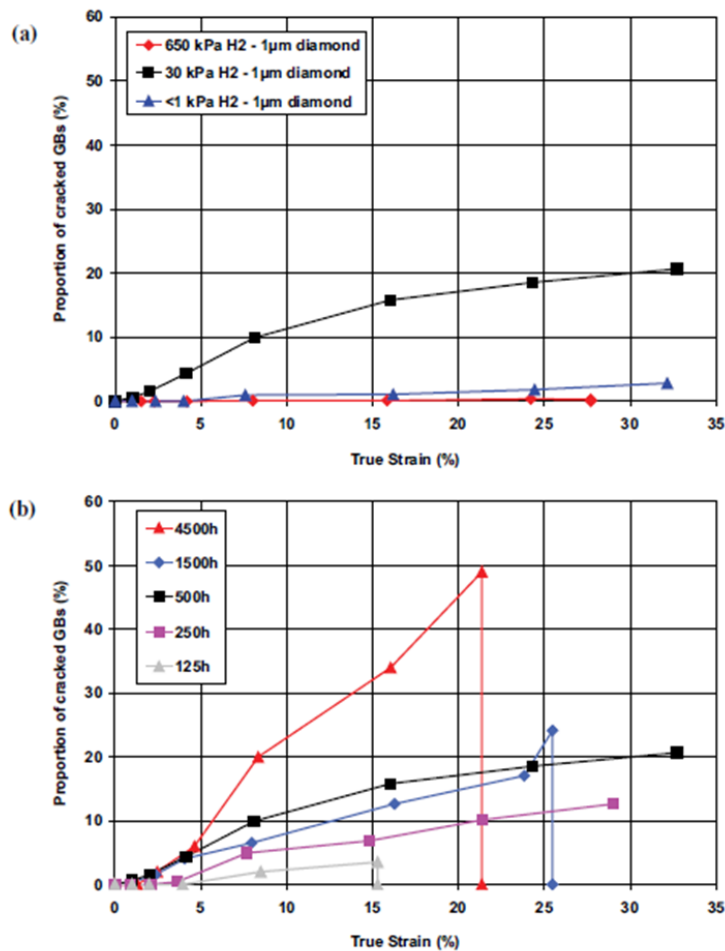 (a)
60
50
40
30
20
10
0
Proportion of cracked GBs (%)
650 kPa H2 - 1µm diamond
30 kPa H2 - 1µm diamond
<1 kPa H2 - 1µm diamond
0 5 10 15 20 25 30 35
True Strain (%)
(b)
60
50
40
30
20
10
0
Proportion of cracked GBs (%)
4500h
1500h
500h
250h
125h
0 5 10 15 20 25 30 35
True Strain (%)